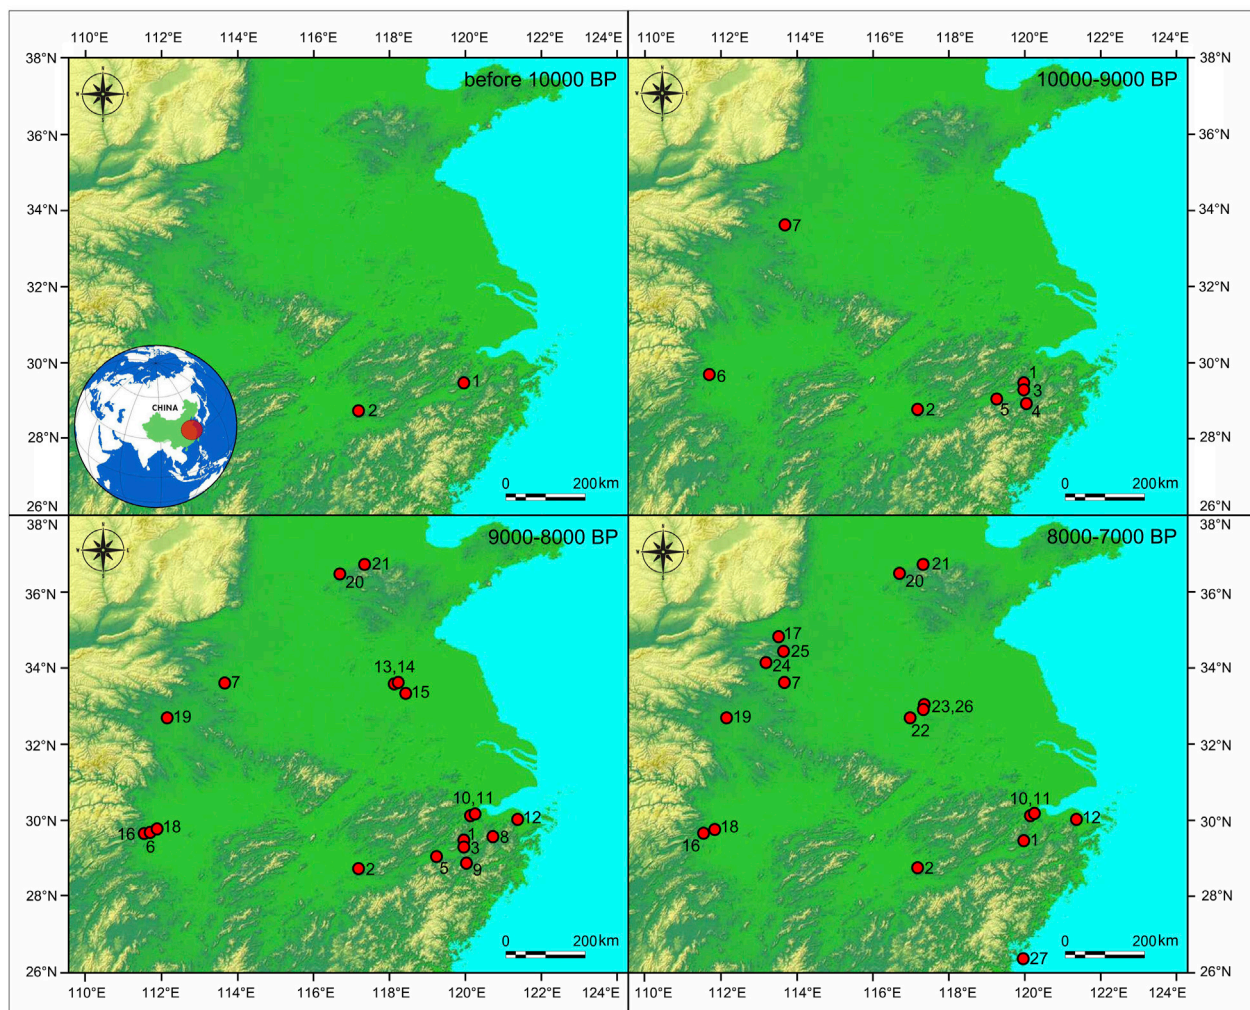 110°E 112°E 114°E 116°E 118°E 120°E 122°E 124°E 110°E 112°E 114°E 116°E 118°E 120°E 122°E 124°E
38°N
before 10000 BP
N
W E
S
36°N
34°N
32°N
30°N
28°N
26°N
1
2
CHINA
0 200km
10000-9000 BP
38°N
N
W E
S
36°N
34°N
32°N
30°N
28°N
26°N
7
6
1
3
5
4
2
0 200km
38°N
9000-8000 BP
N
W E
S
36°N
34°N
32°N
30°N
28°N
26°N
21
20
13,14
15
7
19
10,11
12
18
16
6
1
8
3
5
9
2
0 200km
8000-7000 BP
38°N
N
W E
S
36°N
34°N
32°N
30°N
28°N
26°N
21
20
17
25
24
7
19
23,26
22
10,11
12
18
16
1
2
27
0 200km
110°E 112°E 114°E 116°E 118°E 120°E 122°E 124°E 110°E 112°E 114°E 116°E 118°E 120°E 122°E 124°E